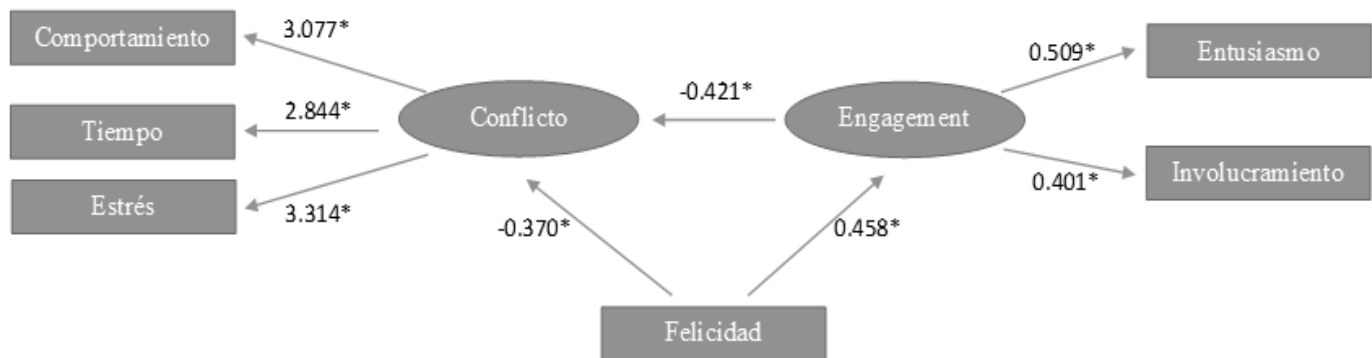 Comportamiento
3.077*
0.509*
Entusiasmo
-0.421*
2.844*
Tiempo
Conflicto
Engagement
Involucramiento
0.401*
Estrés
3.314*
-0.370*
0.458*
Felicidad